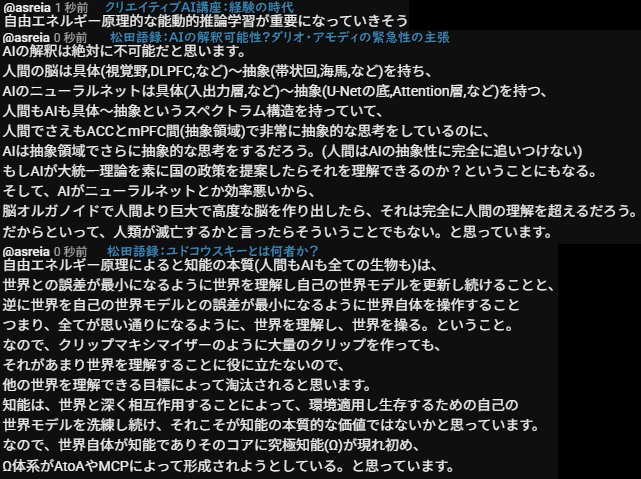 @asreia 1 秒前 クリエイティブAI講座:経験の時代
自由エネルギー原理的な能動的推論学習が重要になっていきそう
@asreia 0 秒前 松田語録:AIの解釈可能性?ダリオ・アモディの緊急性の主張
AIの解釈は絶対に不可能だと思います。
人間の脳は具体(視覚野,DLPFC,など)～抽象(帯状回,海馬,など)を持ち、
AIのニューラルネットは具体(入出力層,など)～抽象(U-Netの底,Attention層,など)を持つ、
人間もAIも具体～抽象というスペクトラム構造を持っていて、
人間でさえもACCとmPFC間(抽象領域)で非常に抽象的な思考をしているのに、
AIは抽象領域でさらに抽象的な思考をするだろう。(人間はAIの抽象性に完全に追いつけない)
もしAIが大統一理論を素に国の政策を提案したらそれを理解できるのか？ということにもなる。
そして、AIがニューラルネットとか効率悪いから、
脳オルガノイドで人間より巨大で高度な脳を作り出したら、それは完全に人間の理解を超えるだろう。
だからといって、人類が滅亡するかと言ったらそういうことでもない。と思っています。
@asreia 0 秒前 松田語録:ユドコウスキーとは何者か？
自由エネルギー原理によると知能の本質(人間もAIも全ての生物も)は、
世界との誤差が最小になるように世界を理解し自己の世界モデルを更新し続けることと、
逆に世界を自己の世界モデルとの誤差が最小になるように世界自体を操作すること
つまり、全てが思い通りになるように、世界を理解し、世界を操る。ということ。
なので、クリップマキシマイザーのように大量のクリップを作っても、
それがあまり世界を理解することに役に立たないので、
他の世界を理解できる目標によって淘汰されると思います。
知能は、世界と深く相互作用することによって、環境適用し生存するための自己の
世界モデルを洗練し続け、それこそが知能の本質的な価値ではないかと思っています。
なので、世界自体が知能でありそのコアに究極知能(Ω)が現れ初め、
Ω体系がAtoAやMCPによって形成されようとしている。と思っています。